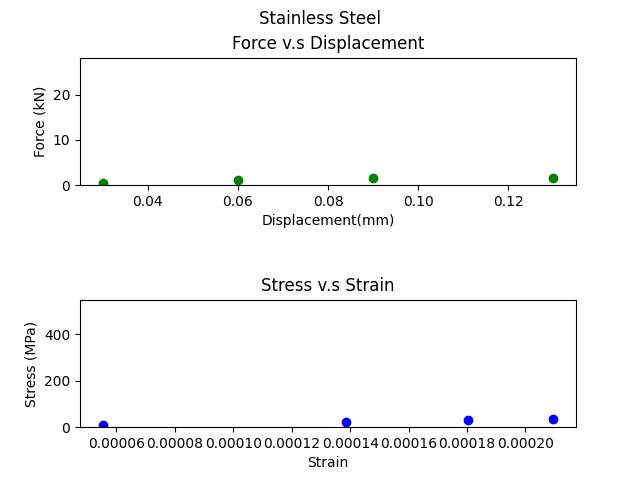 Stainless Steel
Force v.s Displacement
20
10
0
Force (kN)
0.04 0.06 0.08 0.10 0.12
Displacement(mm)
Stress v.s Strain
400
200
0
Stress (MPa)
0.00006 0.00008 0.00010 0.00012 0.00014 0.00016 0.00018 0.00020
Strain